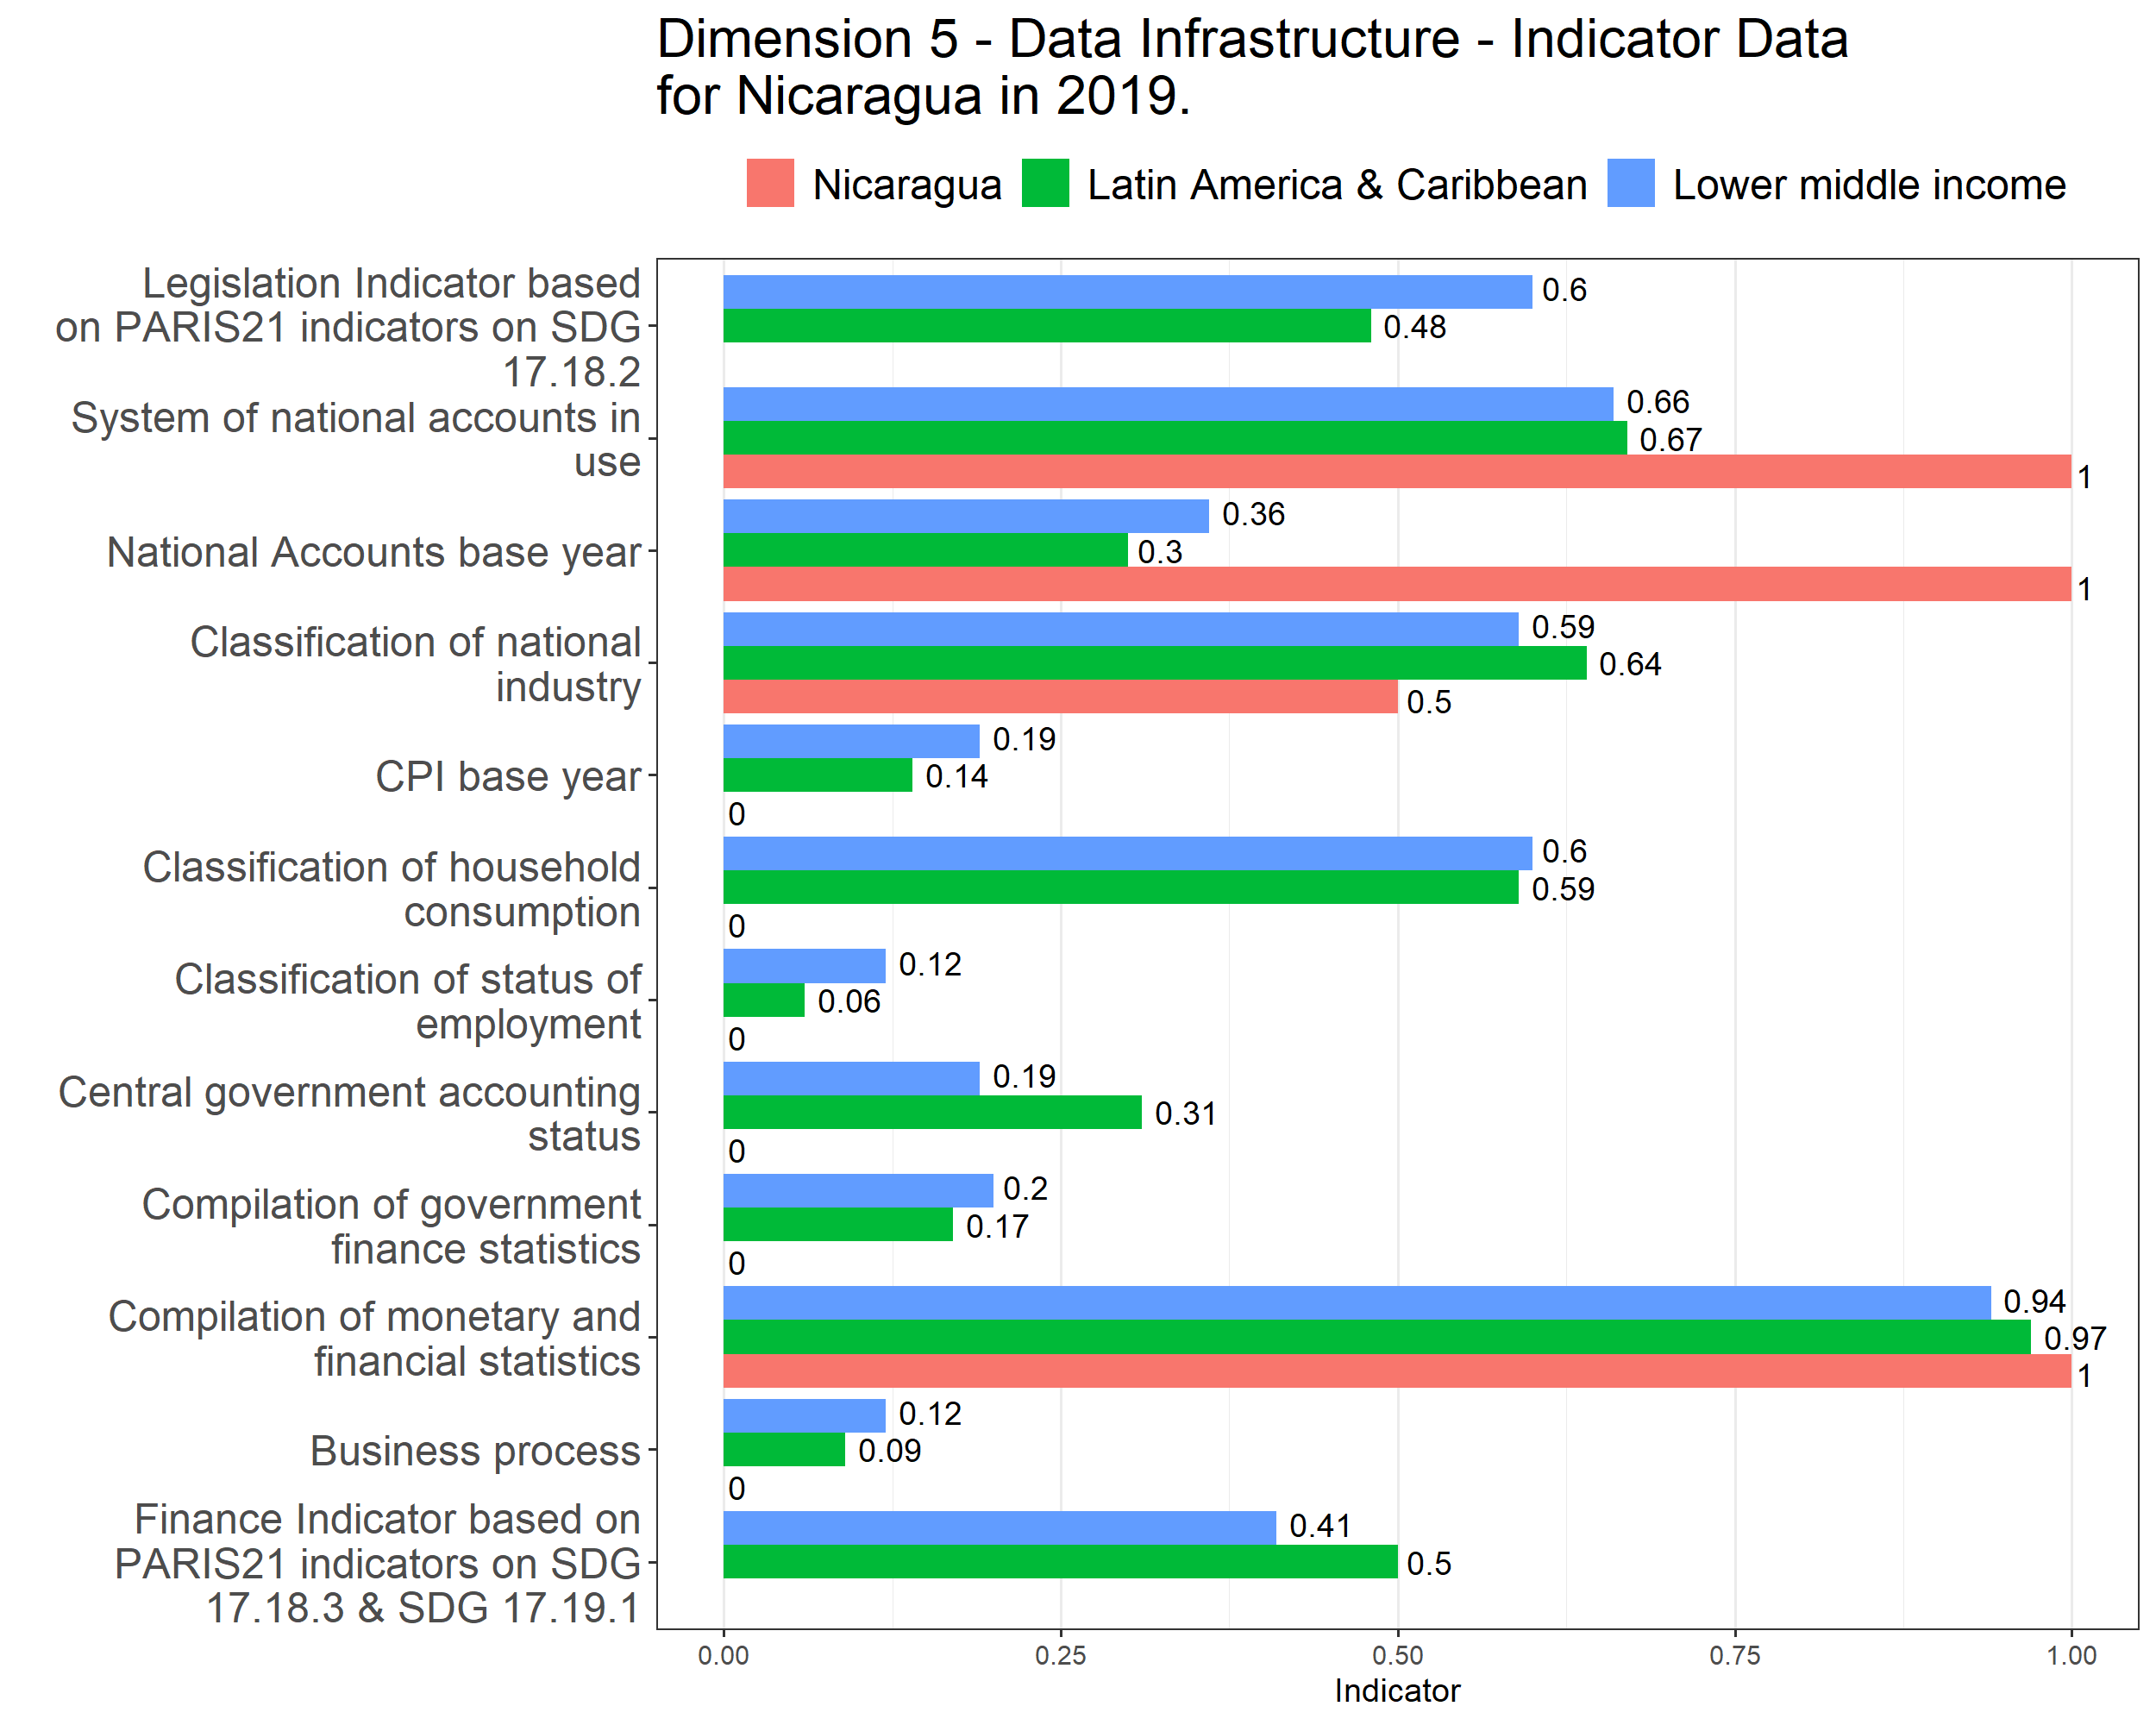 Dimension 5 - Data Infrastructure - Indicator Data
for Nicaragua in 2019.
Nicaragua
Latin America & Caribbean
Lower middle income
Legislation Indicator based
on PARIS21 indicators on SDG
17.18.2
0.6
0.48
System of national accounts in
use
0.66
0.67
1
National Accounts base year
0.36
0.3
1
Classification of national
industry
0.59
0.64
0.5
CPI base year
0.19
0.14
0
Classification of household
consumption
0.6
0.59
0
Classification of status of
employment
0.12
0.06
0
Central government accounting
status
0.19
0.31
0
Compilation of government
finance statistics
0.2
0.17
0
Compilation of monetary and
financial statistics
0.94
0.97
1
Business process
0.12
0.09
0
Finance Indicator based on
PARIS21 indicators on SDG
17.18.3 & SDG 17.19.1
0.41
0.5
0.00
0.25
0.50
0.75
1.00
Indicator